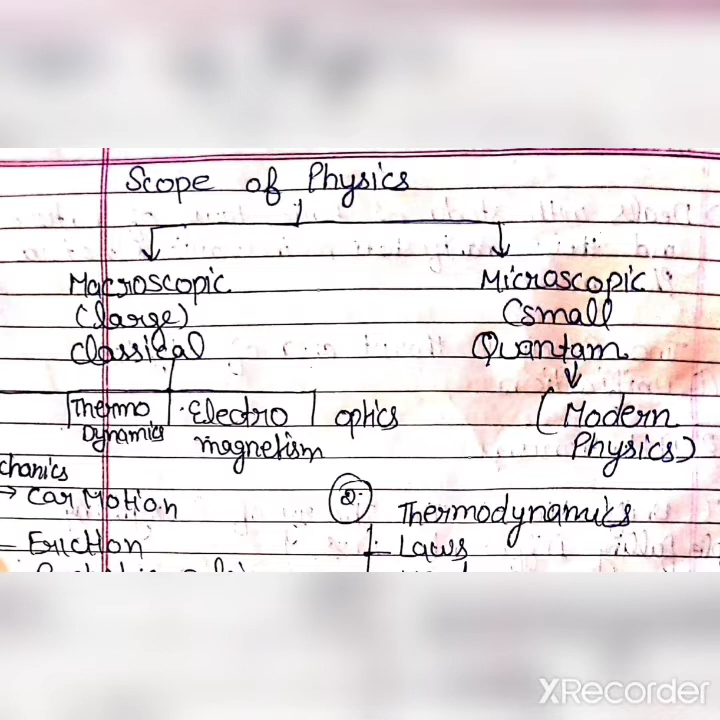 Scope of Physics
Macroscopic Microscopic
(large) (small
classical Quantam
Thermo Electro optics (Modern
Dynamics magnetism Physics)
chanics
→ Car Motion 2. Thermodynamics
- Friction - Laws
XRecorder